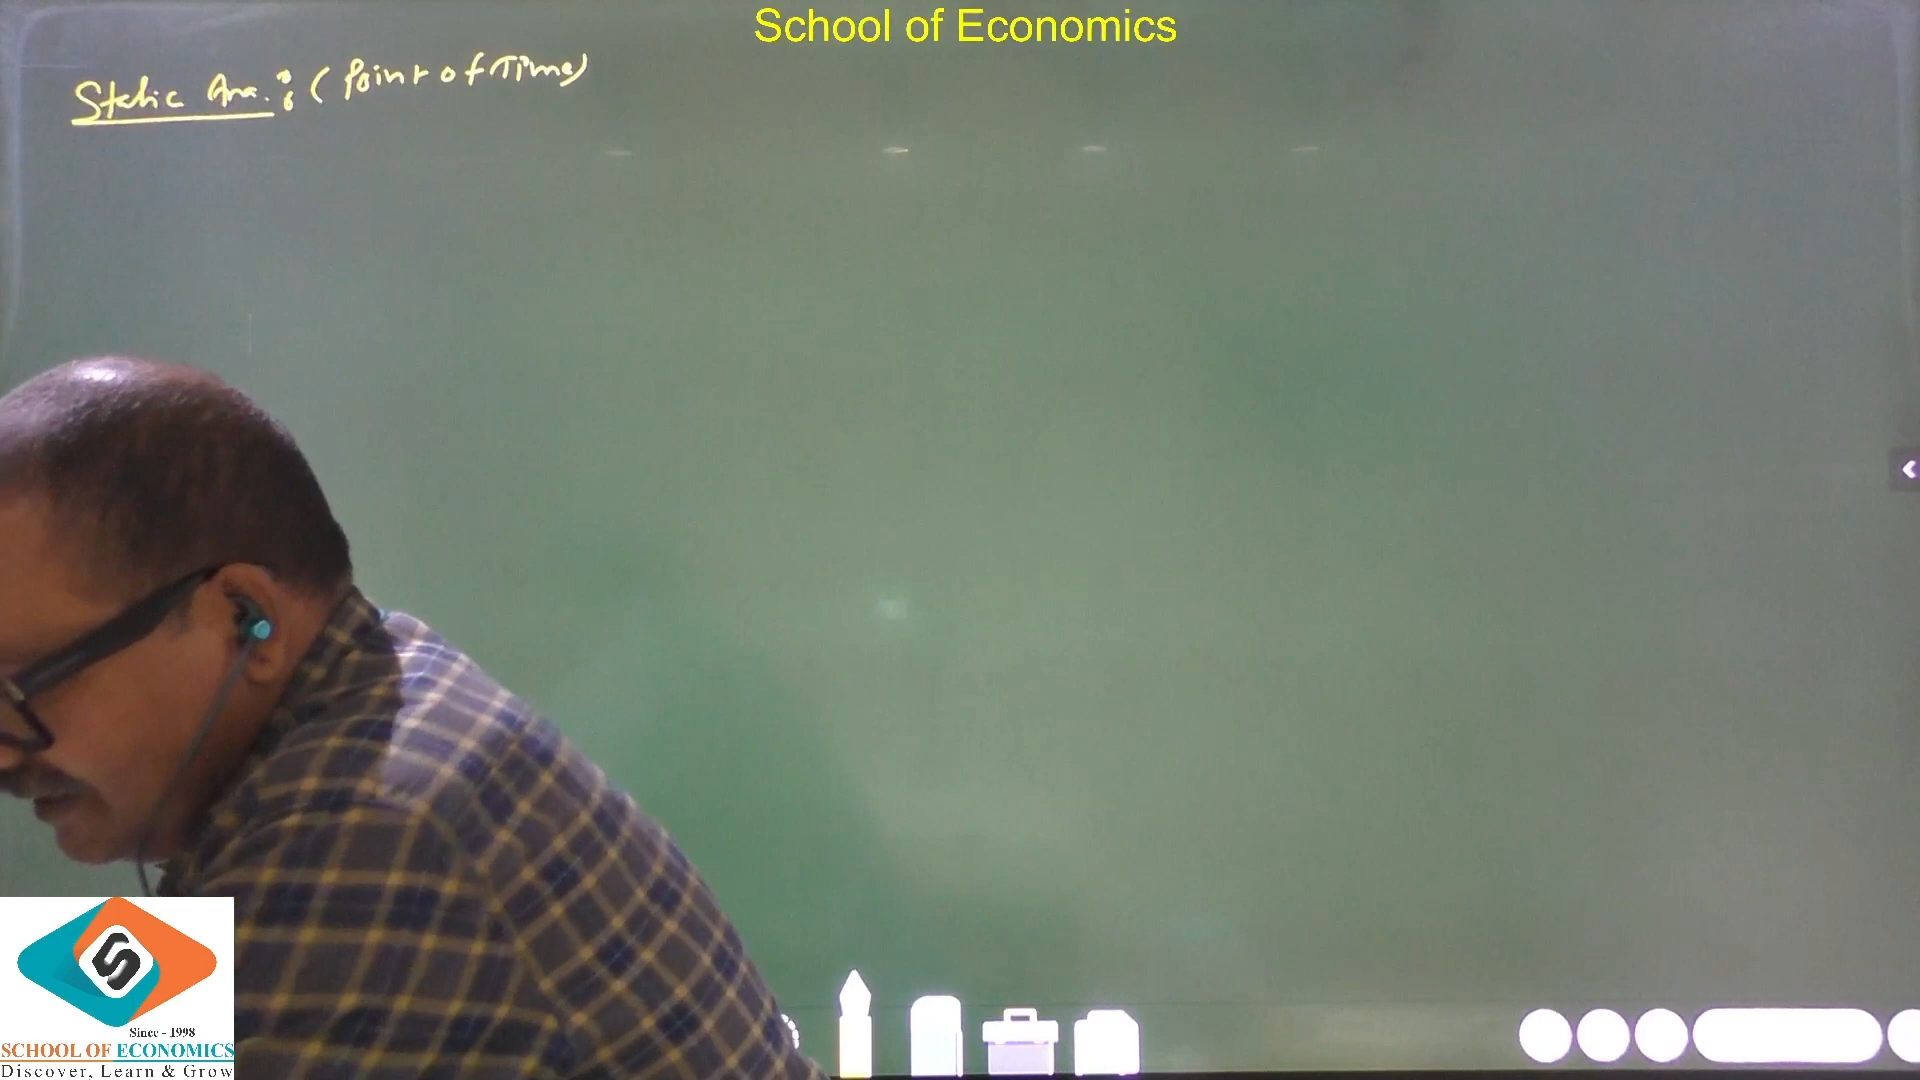 School of Economics
Static Ana. : (Point of Time)
Since - 1998
SCHOOL OF ECONOMICS
Discover, Learn & Grow